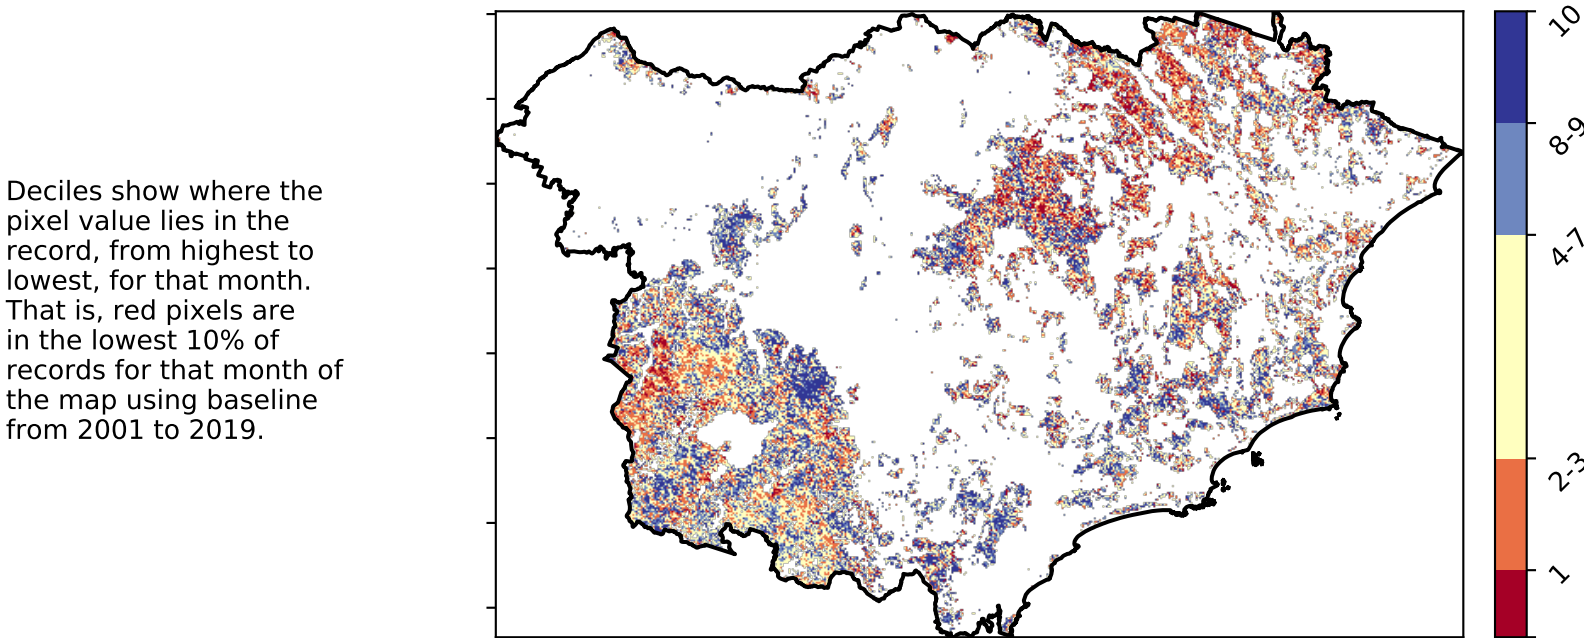 Deciles show where the
pixel value lies in the
record, from highest to
lowest, for that month.
That is, red pixels are
in the lowest 10% of
records for that month of
the map using baseline
from 2001 to 2019.
10
8-9
4-7
2-3
1